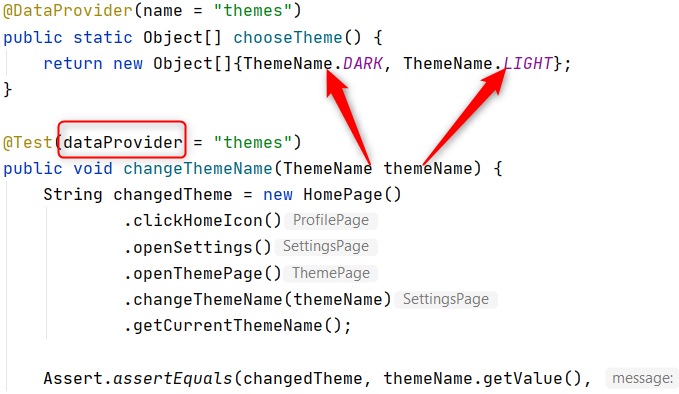 @DataProvider(name = "themes")
public static Object[] chooseTheme() {
return new Object[]{ThemeName.DARK, ThemeName.LIGHT};
}
@Test(dataProvider = "themes")
public void changeThemeName(ThemeName themeName) {
String changedTheme = new HomePage()
.clickHomeIcon() ProfilePage
.openSettings() SettingsPage
.openThemePage() ThemePage
.changeThemeName(themeName) SettingsPage
.getCurrentThemeName();
Assert.assertEquals(changedTheme, themeName.getValue(), message: